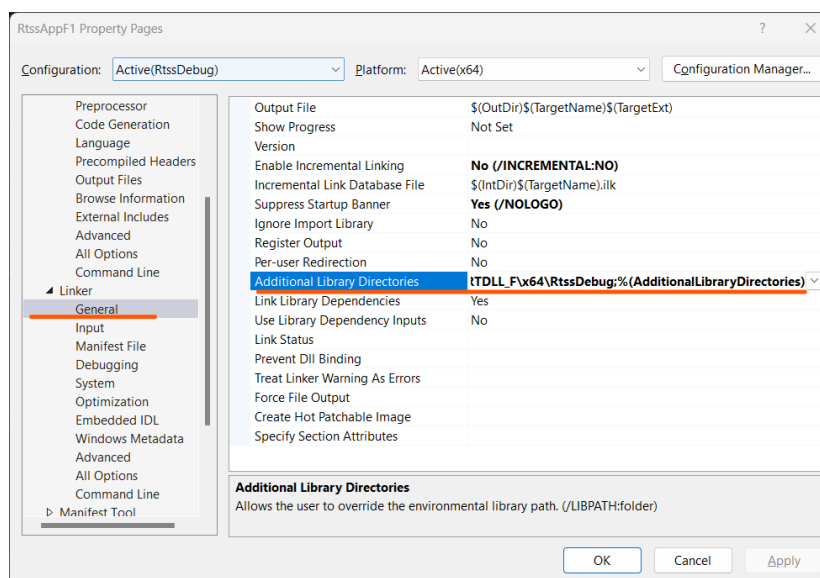 RtssAppF1 Property Pages
Configuration: Active(RtssDebug) Platform: Active(x64) Configuration Manager...
Preprocessor
Code Generation
Language
Precompiled Headers
Output Files
Browse Information
External Includes
Advanced
All Options
Command Line
Linker
General
Input
Manifest File
Debugging
System
Optimization
Embedded IDL
Windows Metadata
Advanced
All Options
Command Line
Manifest Tool
Output File $(OutDir)$(TargetName)$(TargetExt)
Show Progress Not Set
Version
Enable Incremental Linking No (/INCREMENTAL:NO)
Incremental Link Database File $(IntDir)$(TargetName).ilk
Suppress Startup Banner Yes (/NOLOGO)
Ignore Import Library No
Register Output No
Per-user Redirection No
Additional Library Directories RTDLL_F\x64\RtssDebug;%(AdditionalLibraryDirectories)
Link Library Dependencies Yes
Use Library Dependency Inputs No
Link Status
Prevent Dll Binding
Treat Linker Warning As Errors
Force File Output
Create Hot Patchable Image
Specify Section Attributes
Additional Library Directories
Allows the user to override the environmental library path. (/LIBPATH:folder)
OK Cancel Apply